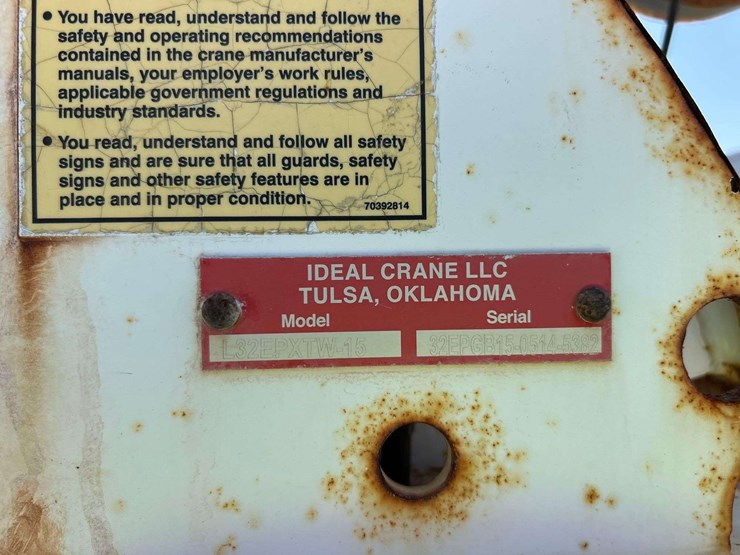 • You have read, understand and follow the
safety and operating recommendations
contained in the crane manufacturer's
manuals, your employer's work rules,
applicable government regulations and
industry standards.
• You read, understand and follow all safety
signs and are sure that all guards, safety
signs and other safety features are in
place and in proper condition.
70392814
IDEAL CRANE LLC
TULSA, OKLAHOMA
Model Serial